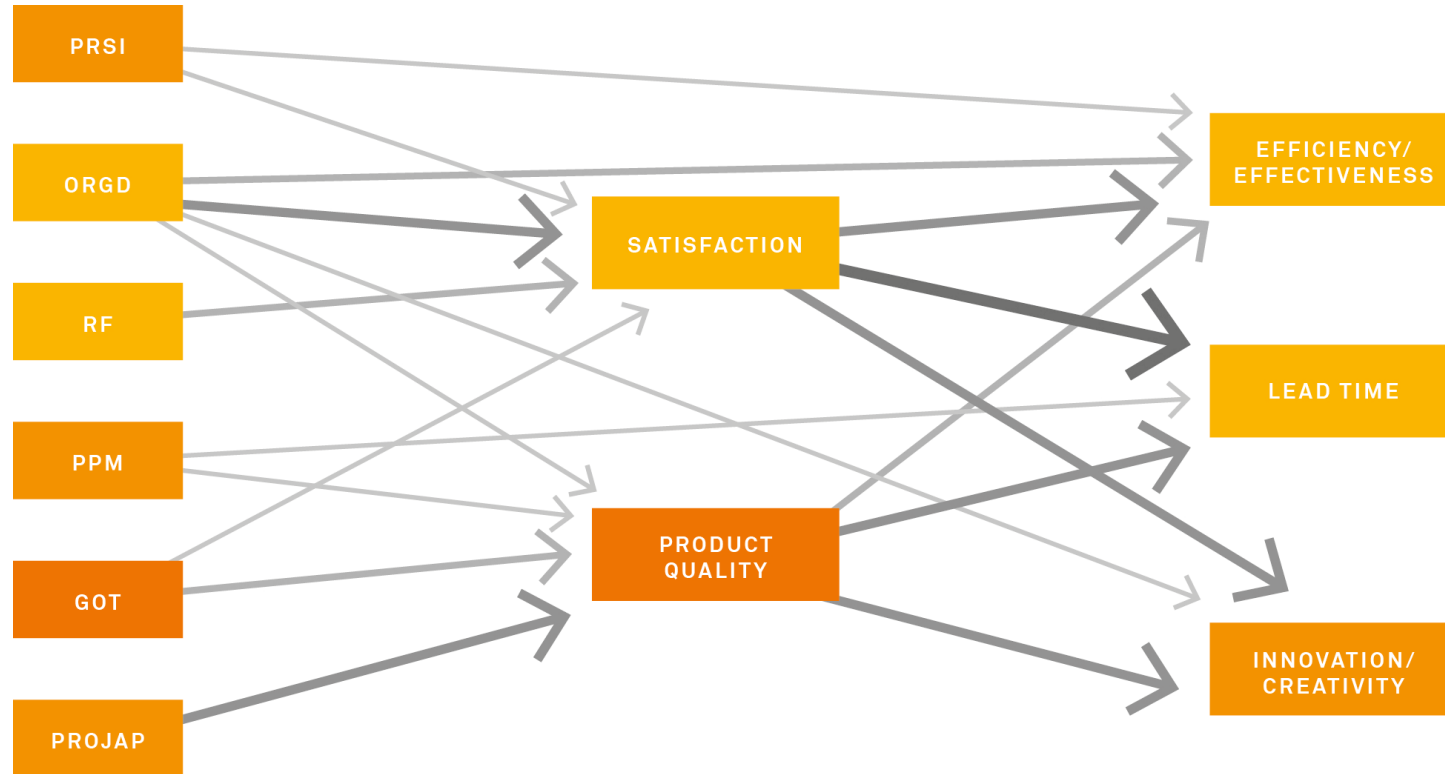 PRSI
ORGD
RF
PPM
GOT
PROJAP
SATISFACTION
PRODUCT
QUALITY
EFFICIENCY/
EFFECTIVENESS
LEAD TIME
INNOVATION/
CREATIVITY